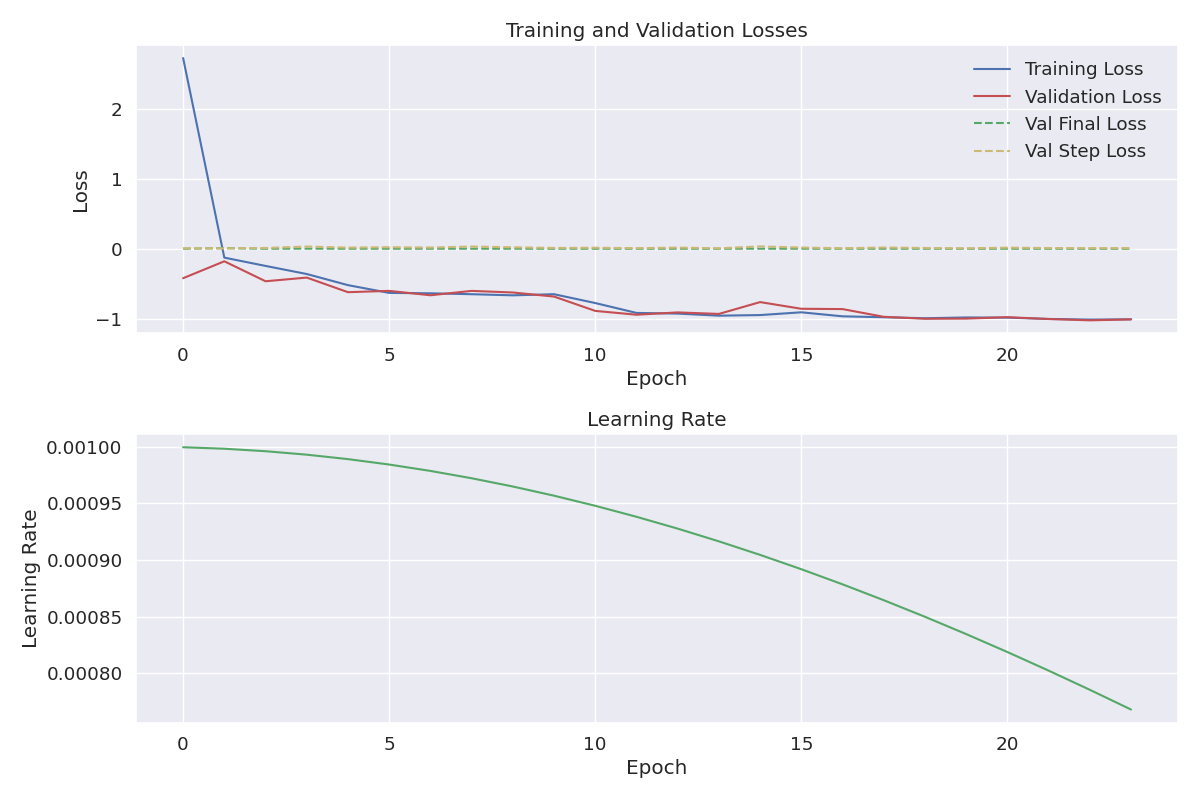 Training and Validation Losses
Training Loss
Validation Loss
Val Final Loss
Val Step Loss
Loss
2
1
0
−1
0 5 10 15 20
Epoch
Learning Rate
Learning Rate
0.00100
0.00095
0.00090
0.00085
0.00080
0 5 10 15 20
Epoch